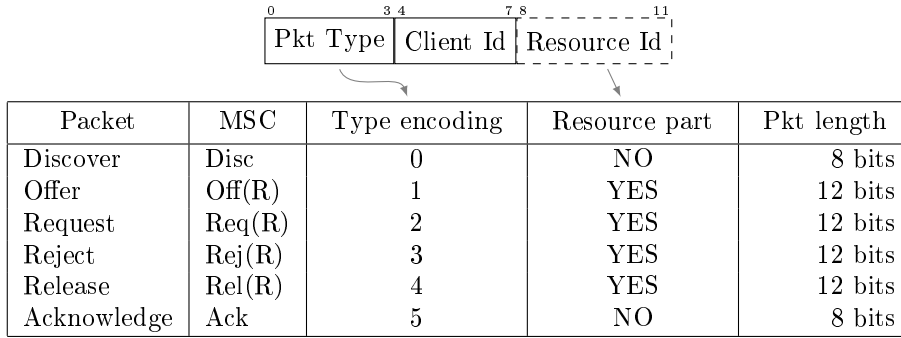 0 3 4 7 8 11
Pkt Type Client Id Resource Id
Packet MSC Type encoding Resource part Pkt length
Discover Disc 0 NO 8 bits
Offer Off(R) 1 YES 12 bits
Request Req(R) 2 YES 12 bits
Reject Rej(R) 3 YES 12 bits
Release Rel(R) 4 YES 12 bits
Acknowledge Ack 5 NO 8 bits